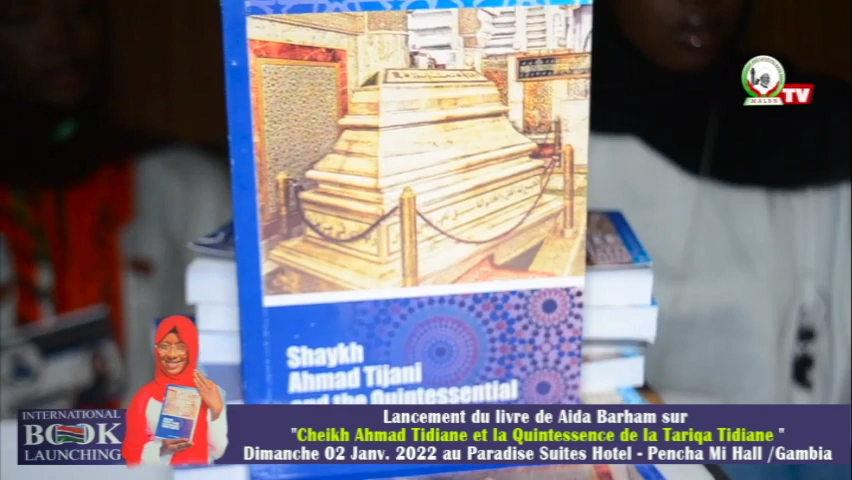 TV
Shaykh
Ahmad Tijani
and the Quintessential
INTERNATIONAL
BOOK
LAUNCHING
Lancement du livre de Aida Barham sur
"Cheikh Ahmad Tidiane et la Quintessence de la Tariqa Tidiane "
Dimanche 02 Janv. 2022 au Paradise Suites Hotel - Pencha Mi Hall /Gambia